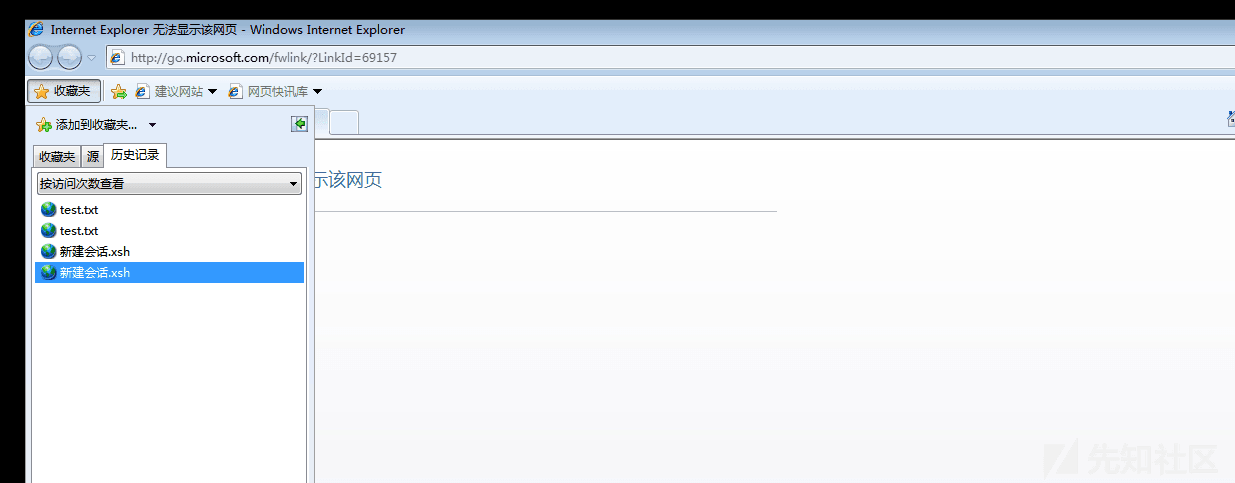 Internet Explorer 无法显示该网页 - Windows Internet Explorer
http://go.microsoft.com/fwlink/?LinkId=69157
收藏夹 建议网站 网页快讯库
添加到收藏夹...
收藏夹 源 历史记录
按访问次数查看
示该网页
test.txt
test.txt
新建会话.xsh
新建会话.xsh
先知社区